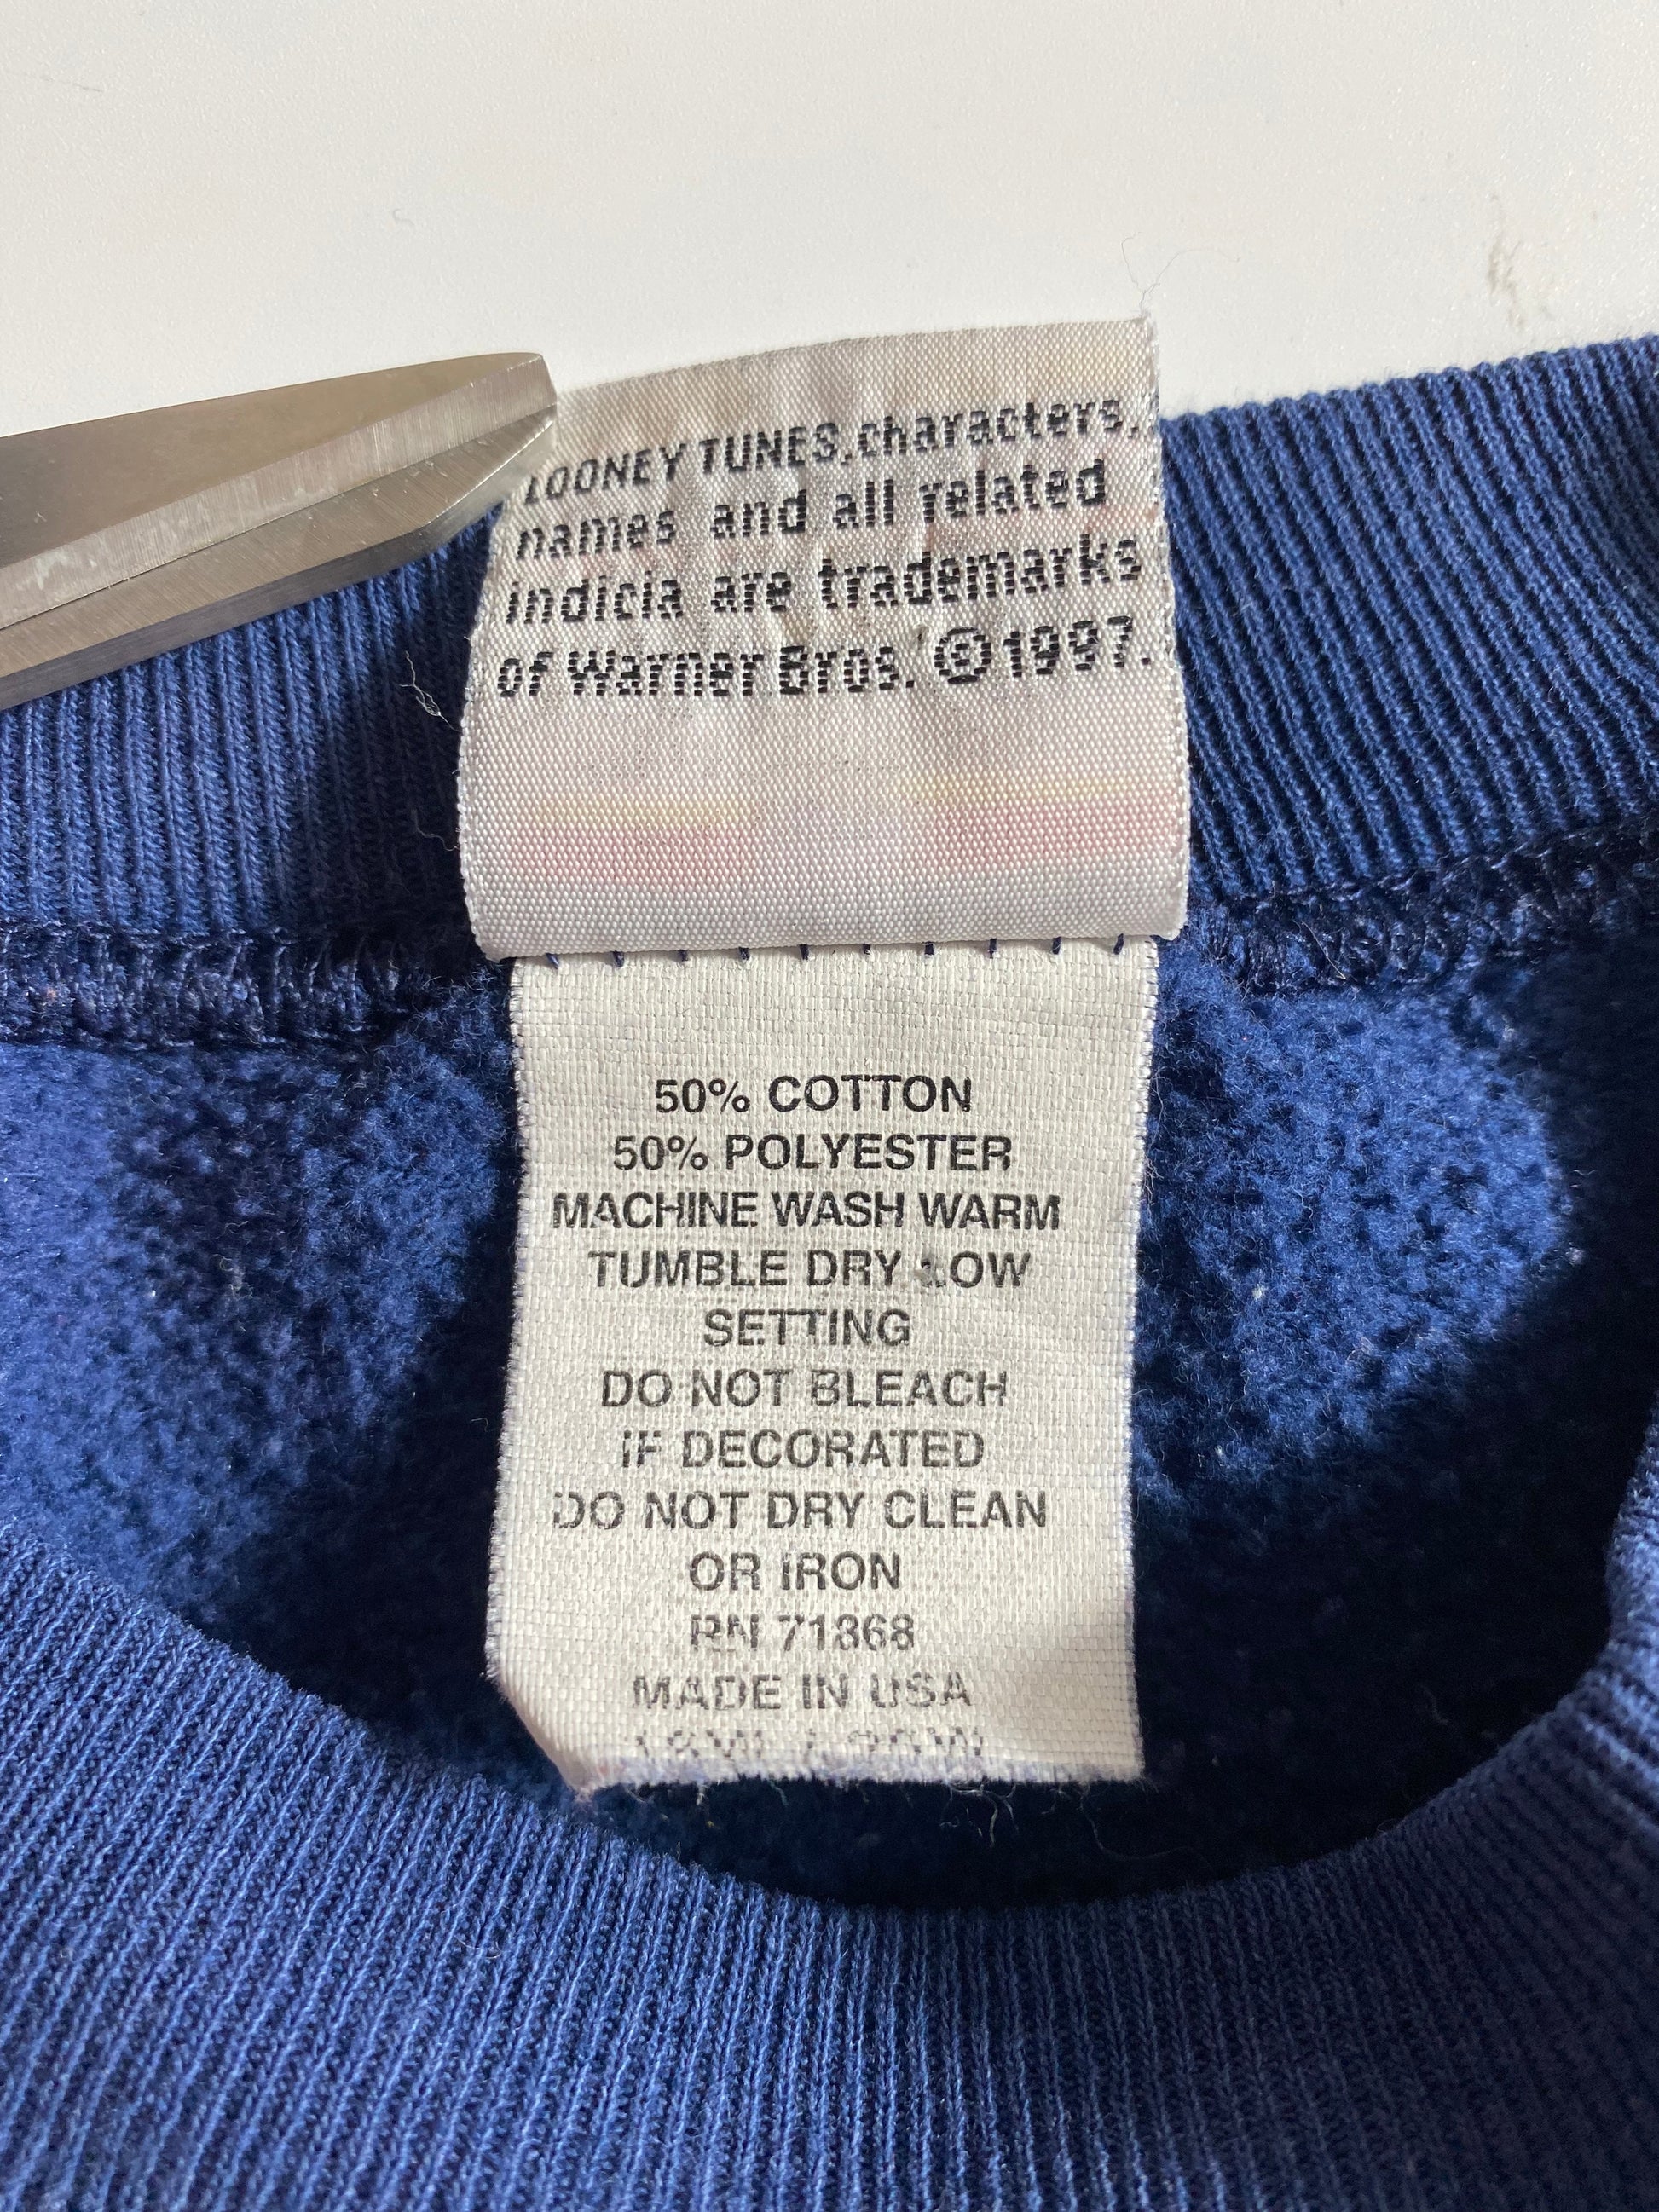 LOONEY TUNES, characters,
names and all related
indicia are trademarks
of Warner Bros. ©1997.
50% COTTON
50% POLYESTER
MACHINE WASH WARM
TUMBLE DRY LOW
SETTING
DO NOT BLEACH
IF DECORATED
DO NOT DRY CLEAN
OR IRON
RN 71868
MADE IN USA